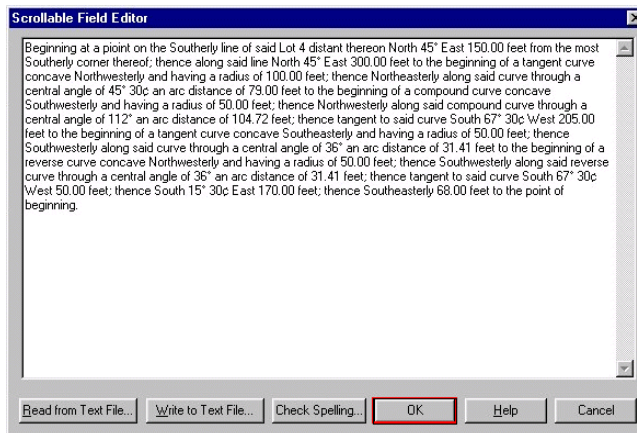 Scrollable Field Editor
Beginning at a pioint on the Southerly line of said Lot 4 distant thereon North 45° East 150.00 feet from the most
Southerly corner thereof; thence along said line North 45° East 300.00 feet to the beginning of a tangent curve
concave Northwesterly and having a radius of 100.00 feet; thence Northeasterly along said curve through a
central angle of 45° 30¢ an arc distance of 79.00 feet to the beginning of a compound curve concave
Southwesterly and having a radius of 50.00 feet; thence Northwesterly along said compound curve through a
central angle of 112° an arc distance of 104.72 feet; thence tangent to said curve South 67° 30¢ West 205.00
feet to the beginning of a tangent curve concave Southeasterly and having a radius of 50.00 feet; thence
Southwesterly along said curve through a central angle of 36° an arc distance of 31.41 feet to the beginning of a
reverse curve concave Northwesterly and having a radius of 50.00 feet; thence Southwesterly along said reverse
curve through a central angle of 36° an arc distance of 31.41 feet; thence tangent to said curve South 67° 30¢
West 50.00 feet; thence South 15° 30¢ East 170.00 feet; thence Southeasterly 68.00 feet to the point of
beginning.
Read from Text File... Write to Text File... Check Spelling... OK Help Cancel